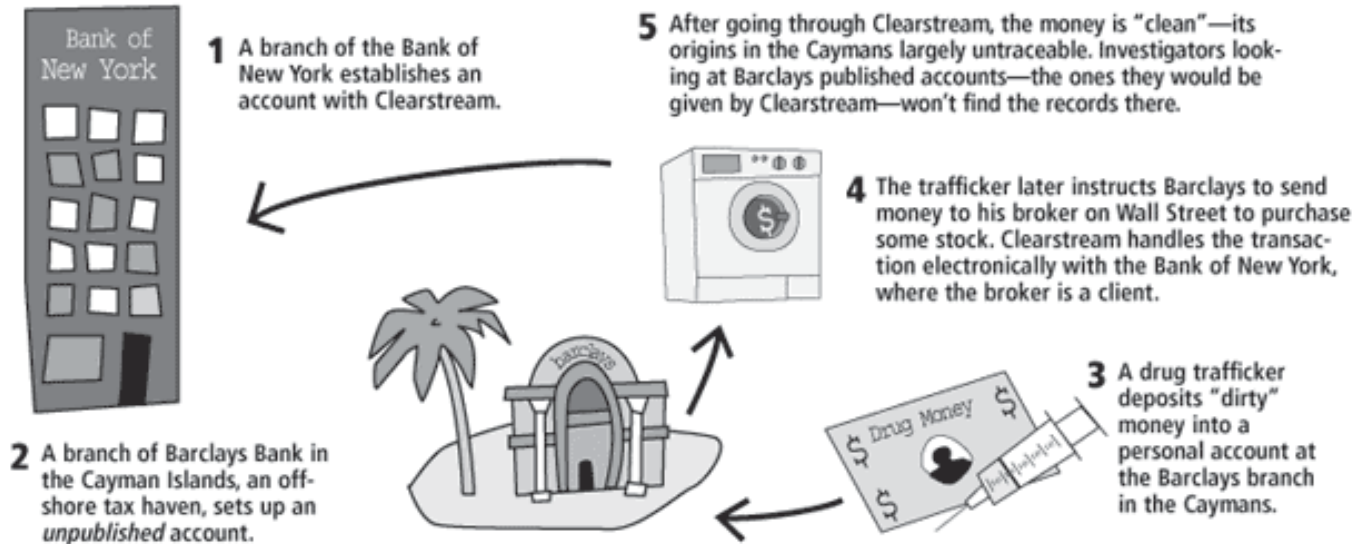 Bank of
New York
1 A branch of the Bank of
New York establishes an
account with Clearstream.
2 A branch of Barclays Bank in
the Cayman Islands, an off-
shore tax haven, sets up an
unpublished account.
barclays
3 A drug trafficker
deposits “dirty”
money into a
personal account at
the Barclays branch
in the Caymans.
$ Drug Money $
$ $
4 The trafficker later instructs Barclays to send
money to his broker on Wall Street to purchase
some stock. Clearstream handles the transac-
tion electronically with the Bank of New York,
where the broker is a client.
$
5 After going through Clearstream, the money is “clean”—its
origins in the Caymans largely untraceable. Investigators look-
ing at Barclays published accounts—the ones they would be
given by Clearstream—won’t find the records there.